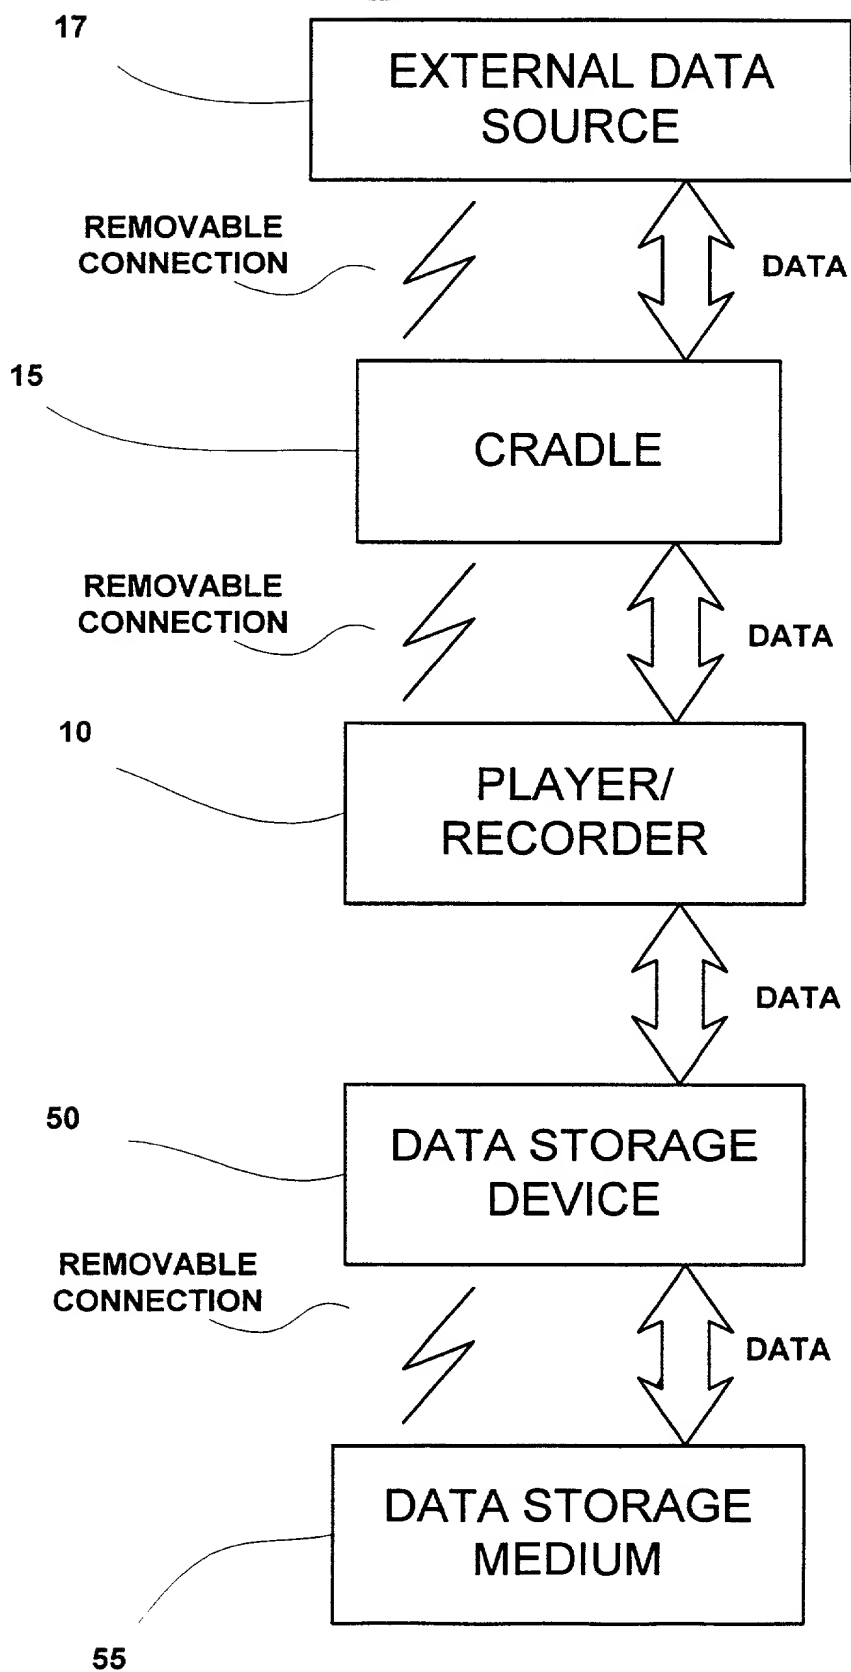 17
EXTERNAL DATA
SOURCE
REMOVABLE
CONNECTION
DATA
15
CRADLE
REMOVABLE
CONNECTION
DATA
10
PLAYER/
RECORDER
DATA
50
DATA STORAGE
DEVICE
REMOVABLE
CONNECTION
DATA
DATA STORAGE
MEDIUM
55